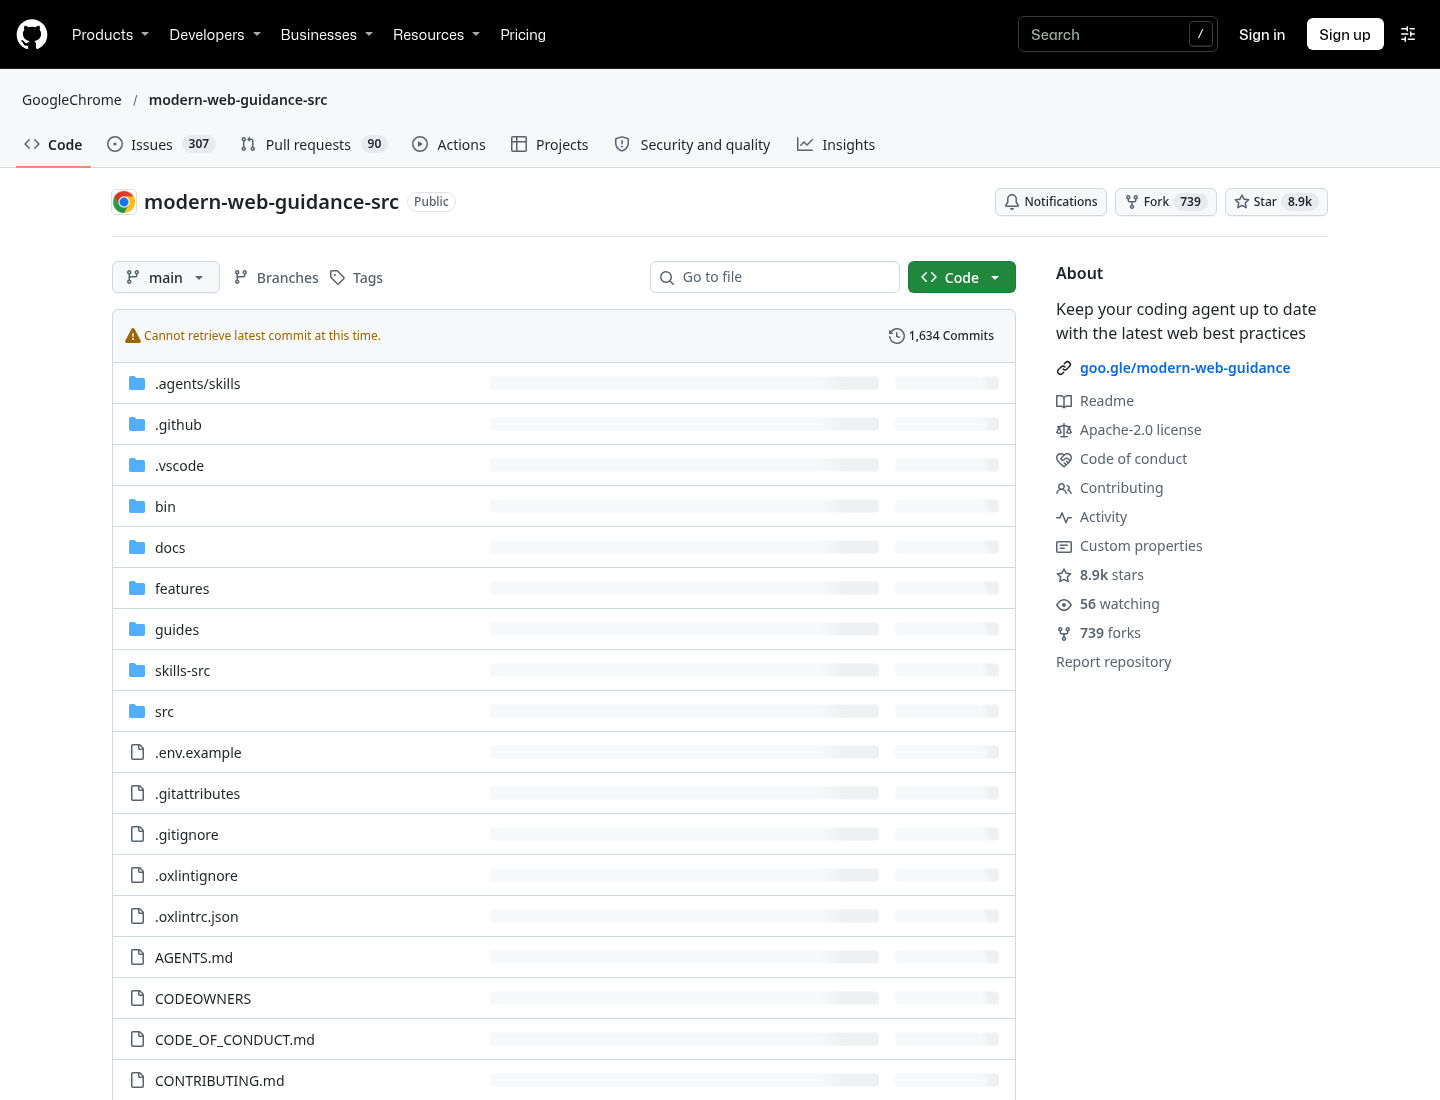 Products Developers Businesses Resources Pricing Search / Sign in Sign up
GoogleChrome / modern-web-guidance-src
Code Issues 307 Pull requests 90 Actions Projects Security and quality Insights
modern-web-guidance-src Public Notifications Fork 739 Star 8.9k
main Branches Tags Go to file Code
Cannot retrieve latest commit at this time. 1,634 Commits
.agents/skills
.github
.vscode
bin
docs
features
guides
skills-src
src
.env.example
.gitattributes
.gitignore
.oxlintignore
.oxlintrc.json
AGENTS.md
CODEOWNERS
CODE_OF_CONDUCT.md
CONTRIBUTING.md
About
Keep your coding agent up to date
with the latest web best practices
goo.gle/modern-web-guidance
Readme
Apache-2.0 license
Code of conduct
Contributing
Activity
Custom properties
8.9k stars
56 watching
739 forks
Report repository